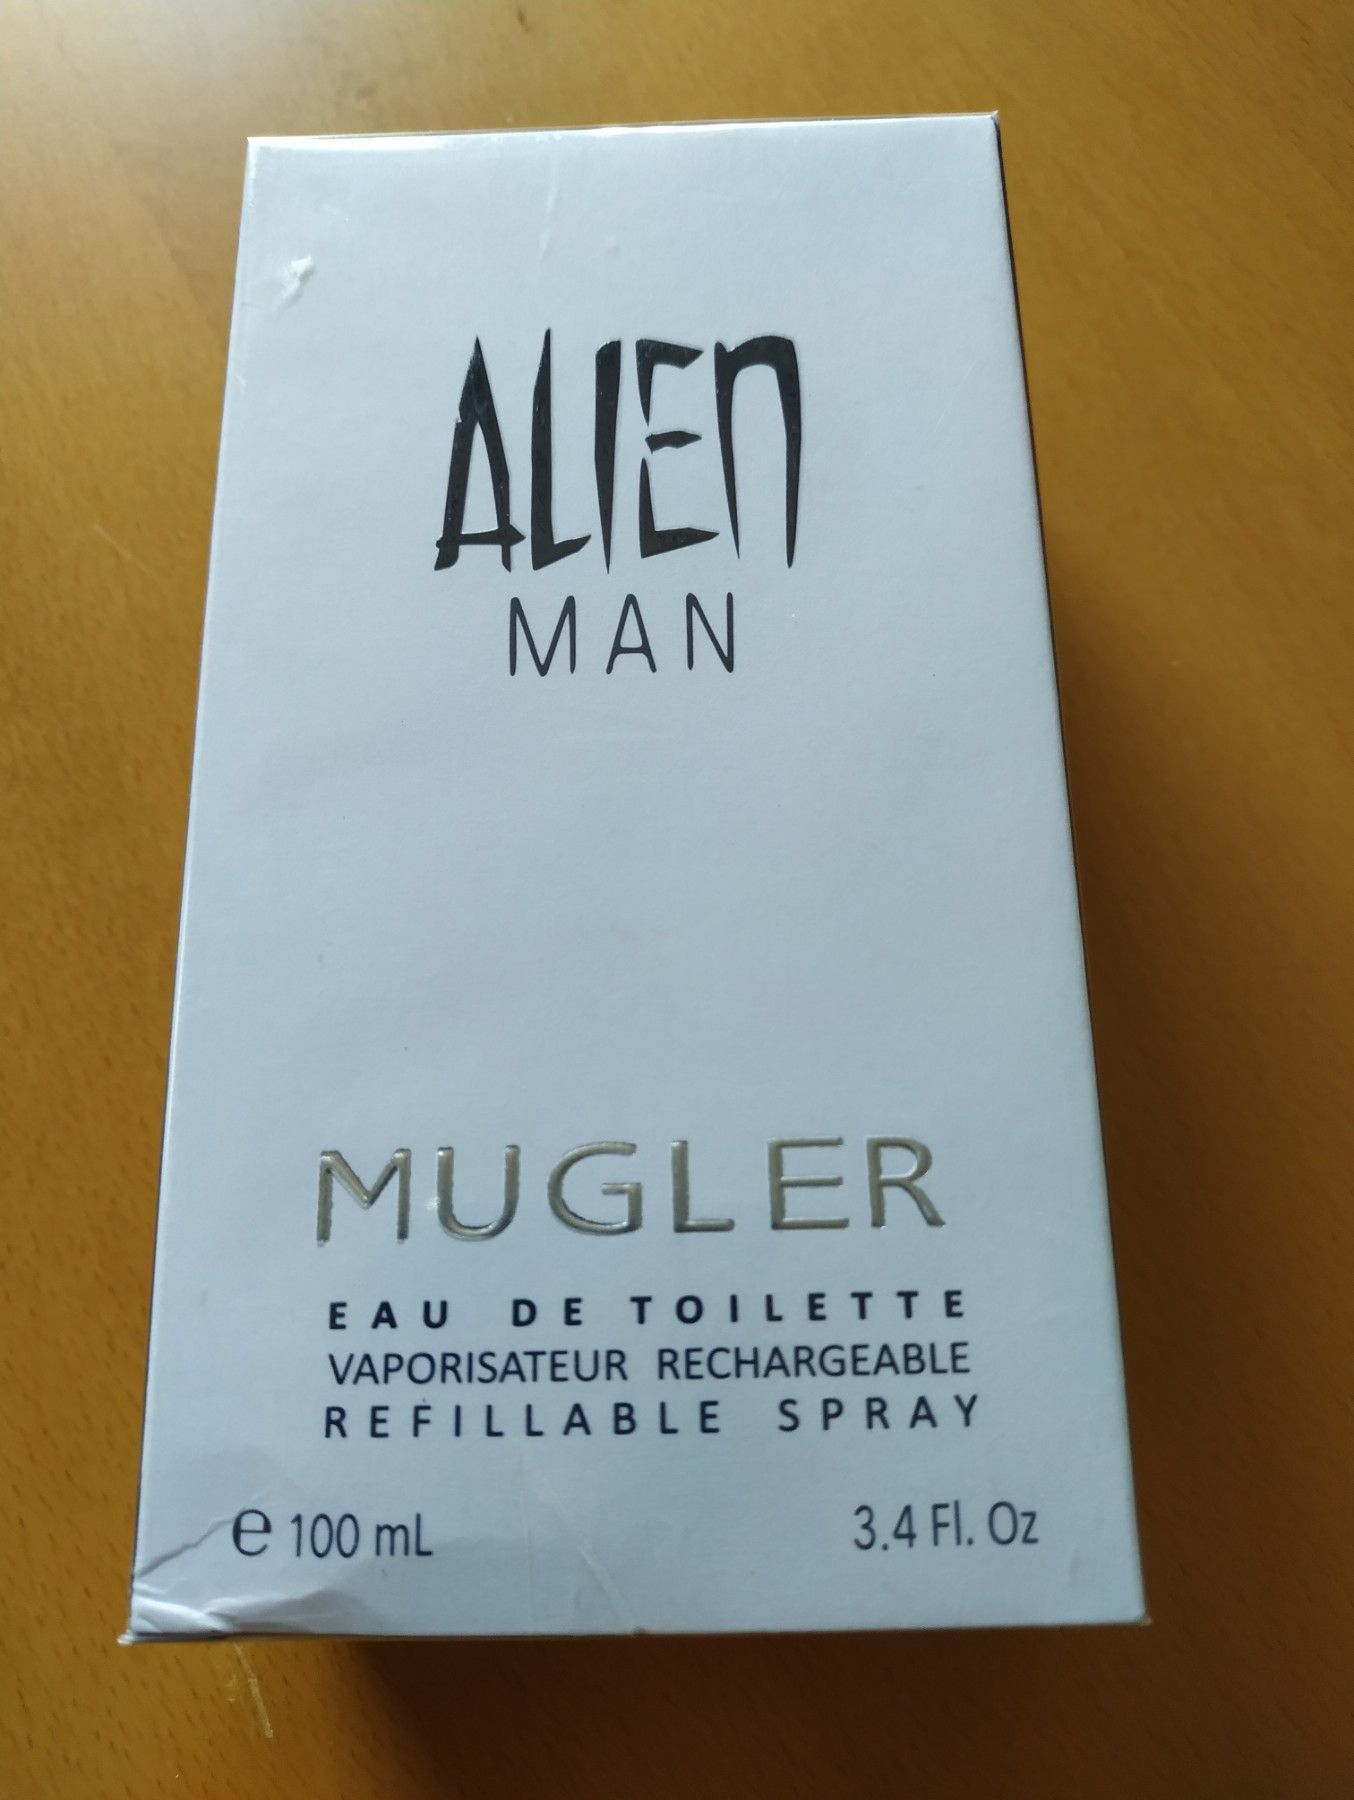 ALIEN
MAN
MUGLER
EAU DE TOILETTE
VAPORISATEUR RECHARGEABLE
REFILLABLE SPRAY
℮ 100 mL 3.4 Fl. Oz